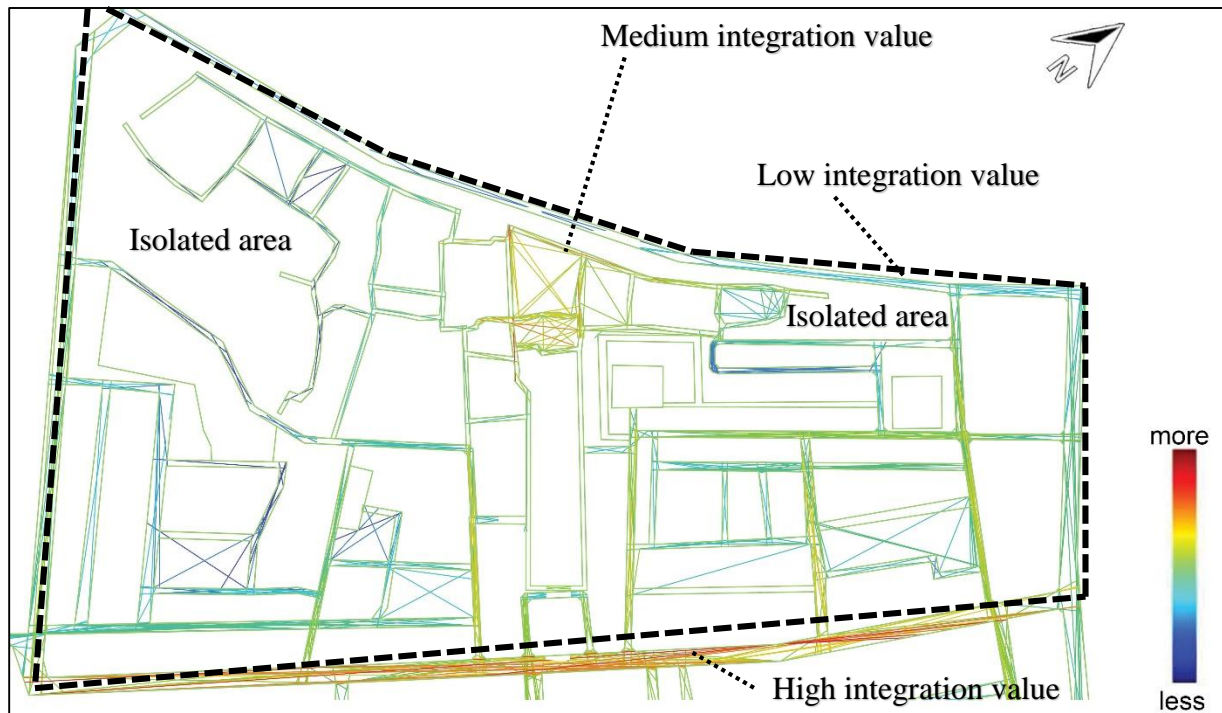 Medium integration value
N
Low integration value
Isolated area
Isolated area
more
High integration value
less